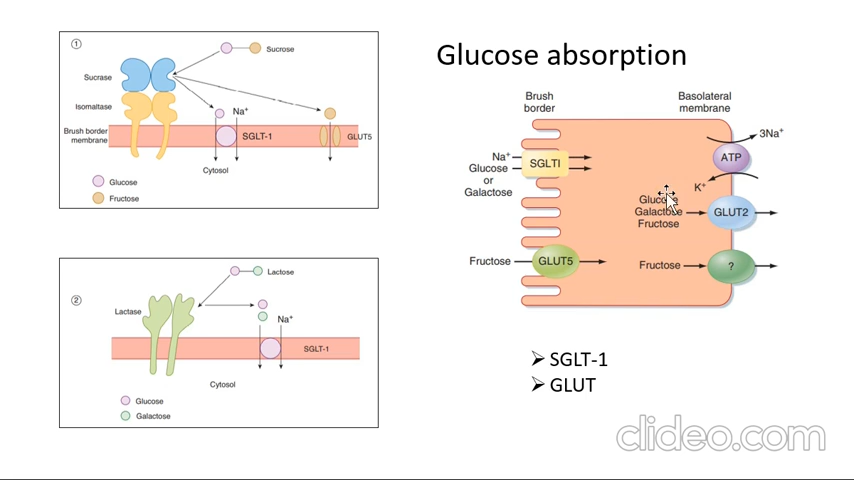 Glucose absorption
①
Sucrose
Sucrase
Isomaltase
Na⁺
Brush border
membrane
SGLT-1
GLUT5
Cytosol
Glucose
Fructose
②
Lactose
Lactase
Na⁺
SGLT-1
Cytosol
Glucose
Galactose
Brush
border
Basolateral
membrane
3Na⁺
ATP
K⁺
Na⁺
Glucose
or
Galactose
SGLTI
Glucose
Galactose
Fructose
GLUT2
Fructose
GLUT5
Fructose
?
➢ SGLT-1
➢ GLUT
clideo.com